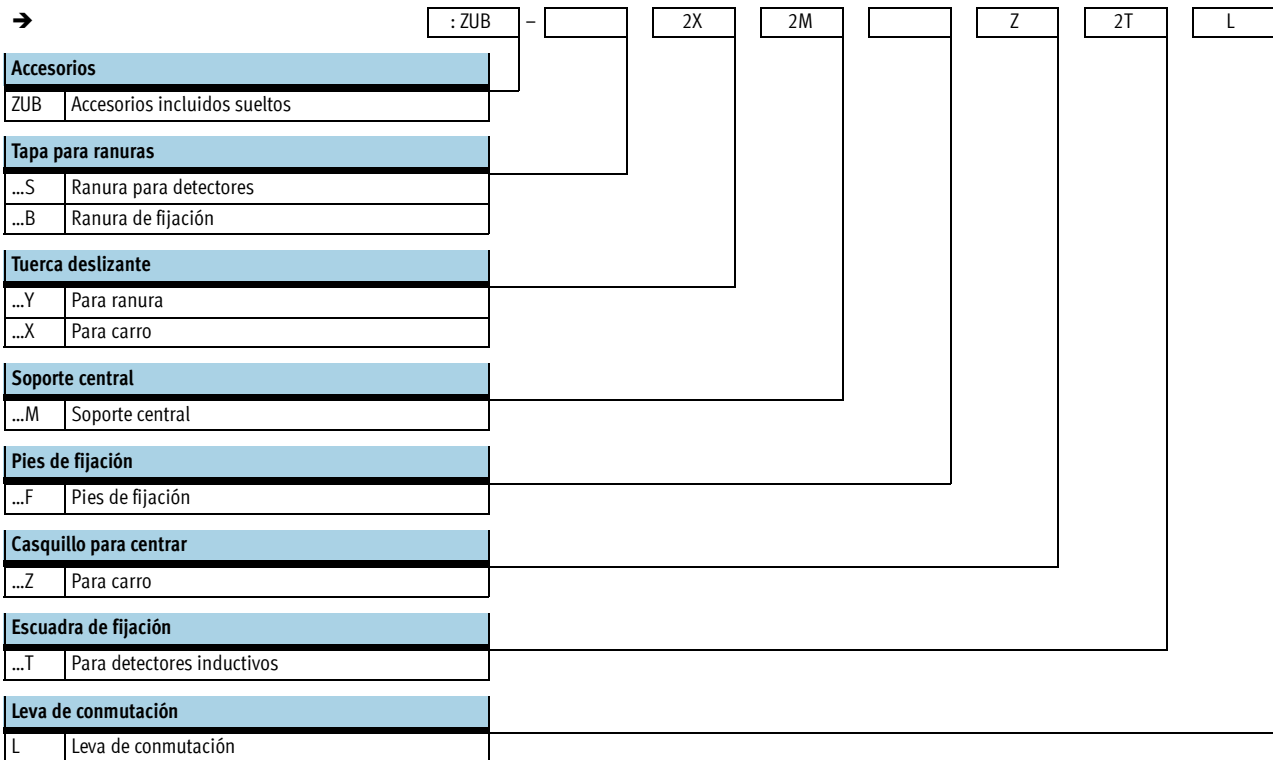 ➔ : ZUB – 2X 2M Z 2T L
Accesorios
ZUB Accesorios incluidos sueltos
Tapa para ranuras
...S Ranura para detectores
...B Ranura de fijación
Tuerca deslizante
...Y Para ranura
...X Para carro
Soporte central
...M Soporte central
Pies de fijación
...F Pies de fijación
Casquillo para centrar
...Z Para carro
Escuadra de fijación
...T Para detectores inductivos
Leva de conmutación
L Leva de conmutación